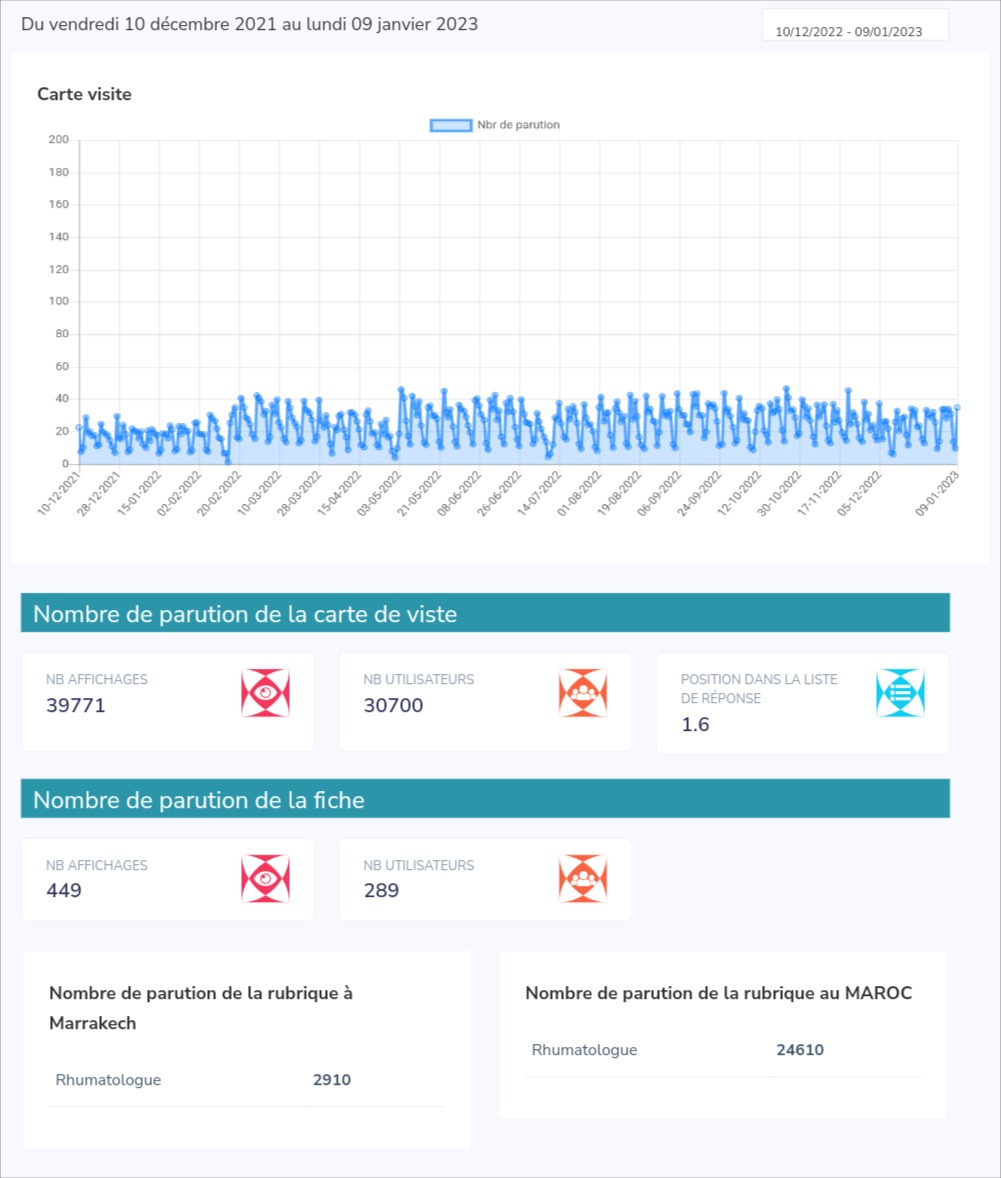 Du vendredi 10 décembre 2021 au lundi 09 janvier 2023
10/12/2022 - 09/01/2023
Carte visite
Nbr de parution
200
180
160
140
120
100
80
60
40
20
0
10-12-2021
28-12-2021
15-01-2022
02-02-2022
20-02-2022
10-03-2022
28-03-2022
15-04-2022
03-05-2022
21-05-2022
08-06-2022
26-06-2022
14-07-2022
01-08-2022
19-08-2022
06-09-2022
24-09-2022
12-10-2022
30-10-2022
17-11-2022
05-12-2022
09-01-2023
Nombre de parution de la carte de viste
NB AFFICHAGES
39771
NB UTILISATEURS
30700
POSITION DANS LA LISTE
DE RÉPONSE
1.6
Nombre de parution de la fiche
NB AFFICHAGES
449
NB UTILISATEURS
289
Nombre de parution de la rubrique à
Marrakech
Rhumatologue 2910
Nombre de parution de la rubrique au MAROC
Rhumatologue 24610